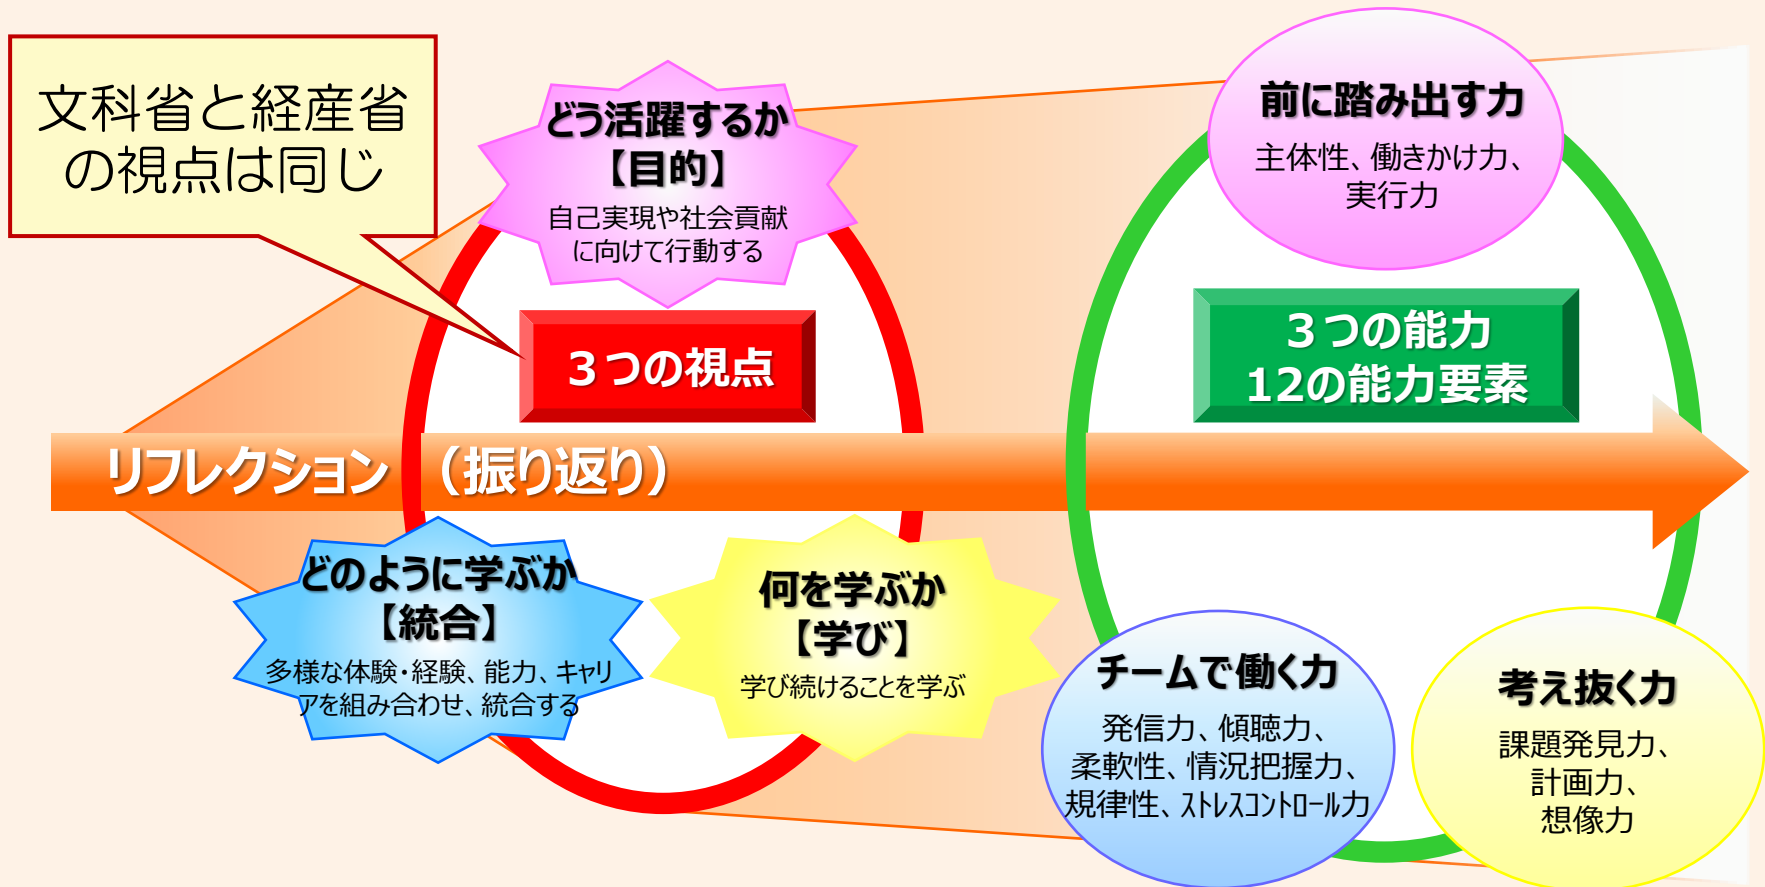 文科省と経産省
の視点は同じ
どう活躍するか
【目的】
自己実現や社会貢献
に向けて行動する
3つの視点
リフレクション （振り返り）
どのように学ぶか
【統合】
多様な体験・経験、能力、キャリ
アを組み合わせ、統合する
何を学ぶか
【学び】
学び続けることを学ぶ
前に踏み出す力
主体性、働きかけ力、
実行力
３つの能力
12の能力要素
チームで働く力
発信力、傾聴力、
柔軟性、情況把握力、
規律性、ｽﾄﾚｽｺﾝﾄﾛｰﾙ力
考え抜く力
課題発見力、
計画力、
想像力